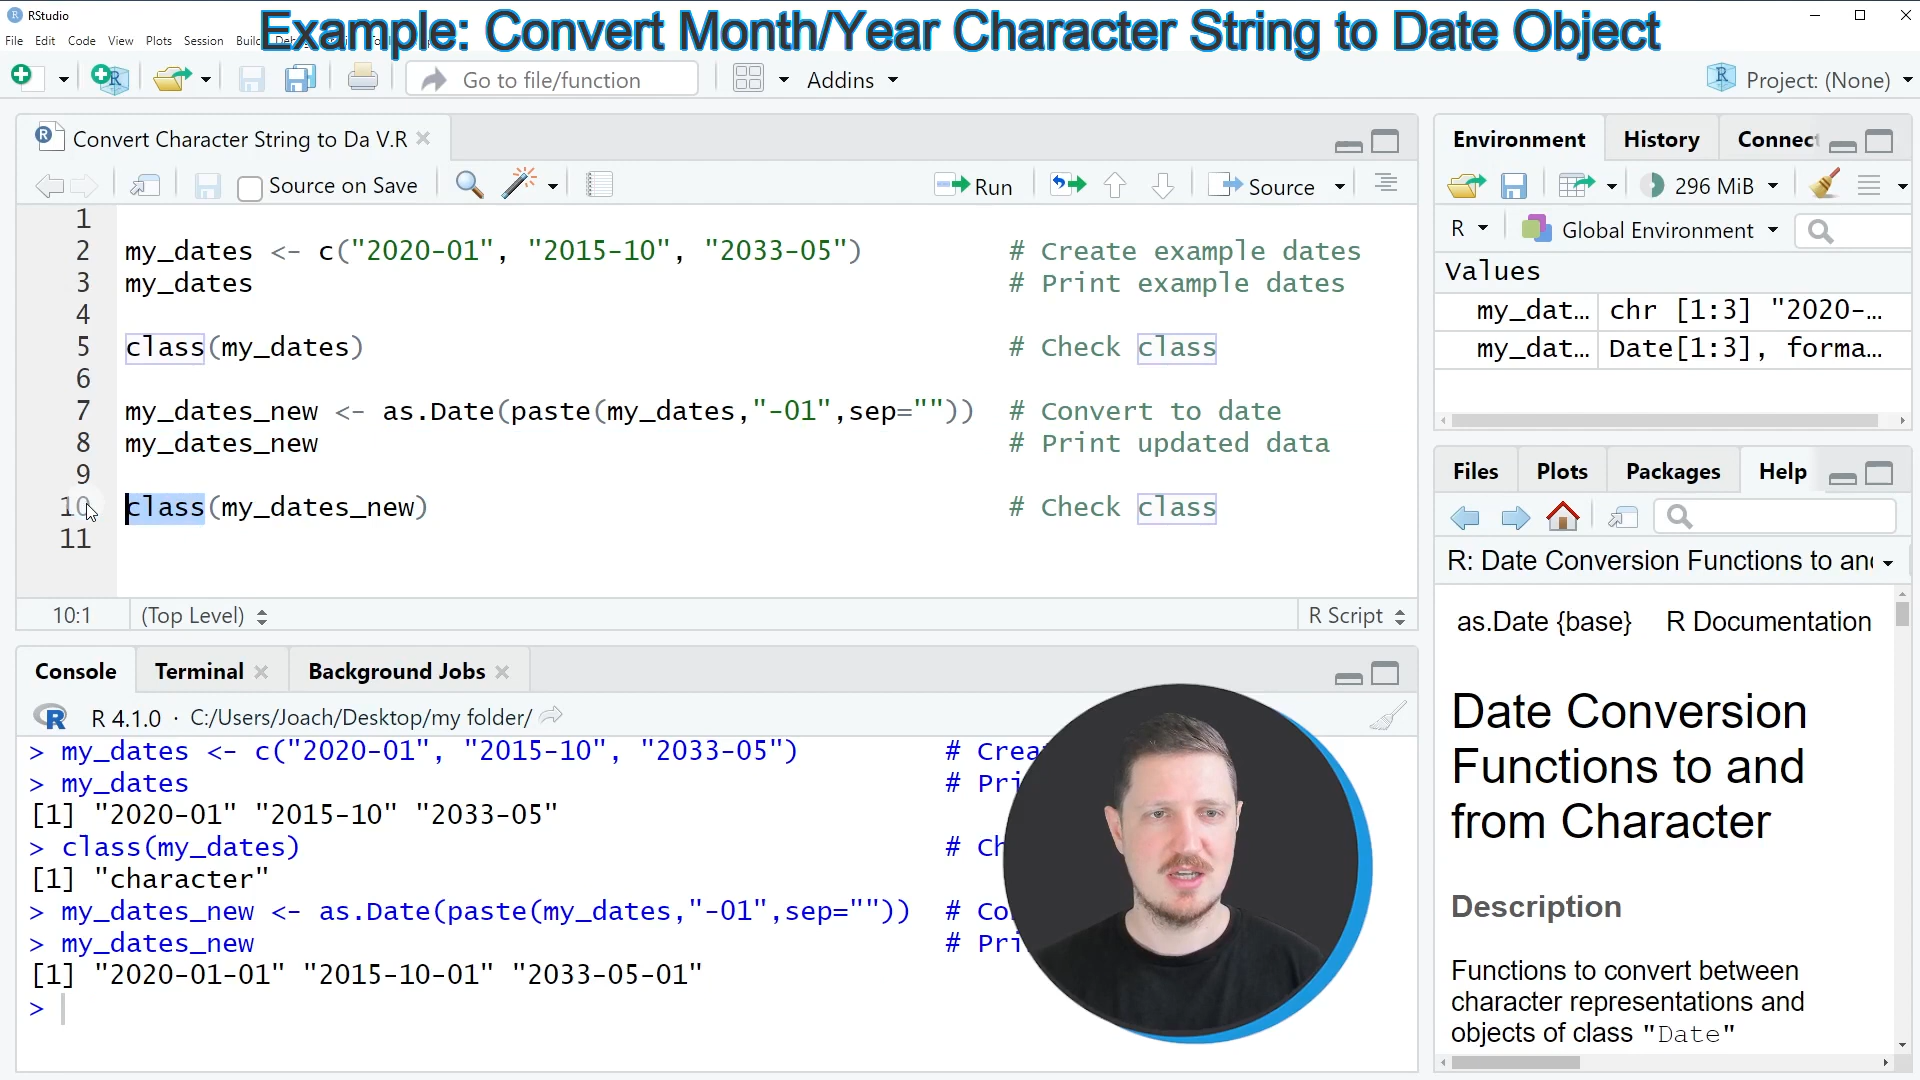 RStudio
Example: Convert Month/Year Character String to Date Object
File Edit Code View Plots Session
Go to file/function
Addins
Project: (None)
Convert Character String to Da V.R
Source on Save
Run
Source
1
2 my_dates <- c("2020-01", "2015-10", "2033-05") # Create example dates
3 my_dates # Print example dates
4
5 class(my_dates) # Check class
6
7 my_dates_new <- as.Date(paste(my_dates,"-01",sep="")) # Convert to date
8 my_dates_new # Print updated data
9
10 class(my_dates_new) # Check class
11
10:1 (Top Level) R Script
Console Terminal Background Jobs
R 4.1.0 · C:/Users/Joach/Desktop/my folder/
> my_dates <- c("2020-01", "2015-10", "2033-05") # Crea
> my_dates # Pri
[1] "2020-01" "2015-10" "2033-05"
> class(my_dates) # Ch
[1] "character"
> my_dates_new <- as.Date(paste(my_dates,"-01",sep="")) # Co
> my_dates_new # Pri
[1] "2020-01-01" "2015-10-01" "2033-05-01"
>
Environment History Connect
296 MiB
R Global Environment
Values
my_dat… chr [1:3] "2020-…
my_dat… Date[1:3], forma…
Files Plots Packages Help
R: Date Conversion Functions to an
as.Date {base} R Documentation
Date Conversion
Functions to and
from Character
Description
Functions to convert between
character representations and
objects of class "Date"